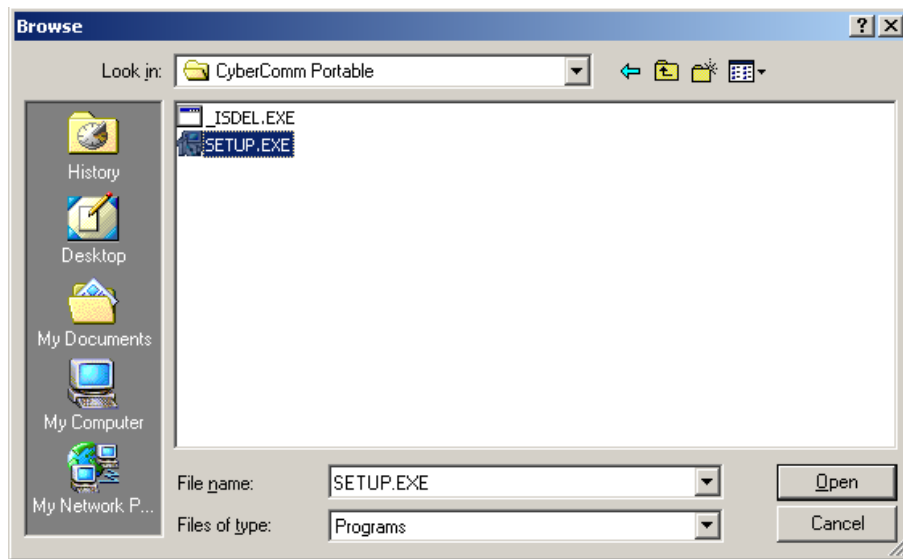 Browse
Look in: CyberComm Portable
_ISDEL.EXE
SETUP.EXE
History
Desktop
My Documents
My Computer
My Network P...
File name: SETUP.EXE Open
Files of type: Programs Cancel